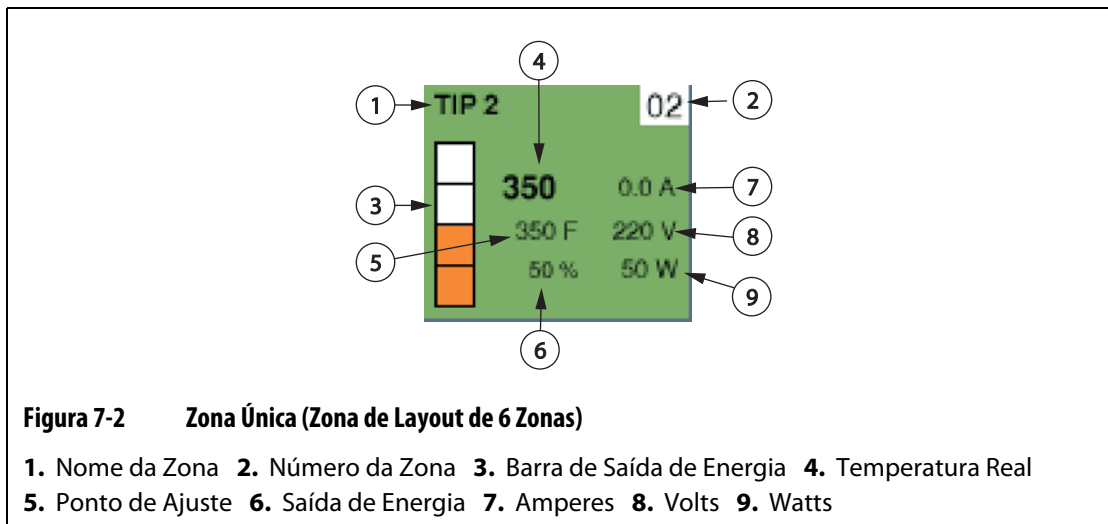 4
1
TIP 2
02
2
3
350
0.0 A
7
5
350 F
220 V
8
50 %
50 W
9
6
Figura 7-2 Zona Única (Zona de Layout de 6 Zonas)
1. Nome da Zona 2. Número da Zona 3. Barra de Saída de Energia 4. Temperatura Real
5. Ponto de Ajuste 6. Saída de Energia 7. Amperes 8. Volts 9. Watts